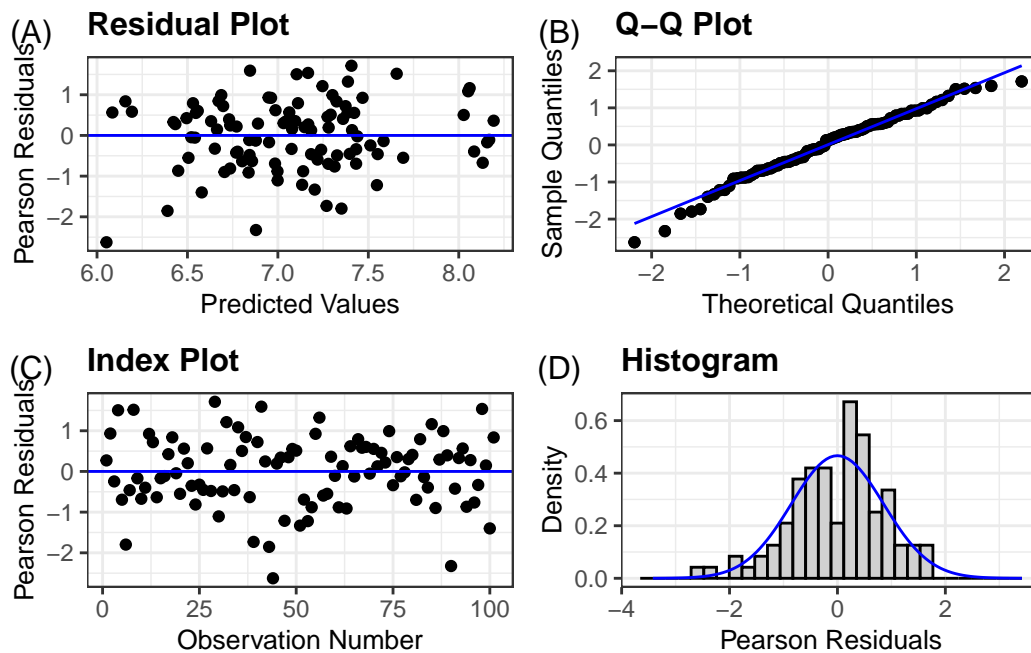 (A) Residual Plot
Pearson Residuals
1
0
−1
−2
6.0 6.5 7.0 7.5 8.0
Predicted Values
(B) Q−Q Plot
Sample Quantiles
2
1
0
−1
−2
−2 −1 0 1 2
Theoretical Quantiles
(C) Index Plot
Pearson Residuals
1
0
−1
−2
0 25 50 75 100
Observation Number
(D) Histogram
Density
0.6
0.4
0.2
0.0
−4 −2 0 2
Pearson Residuals